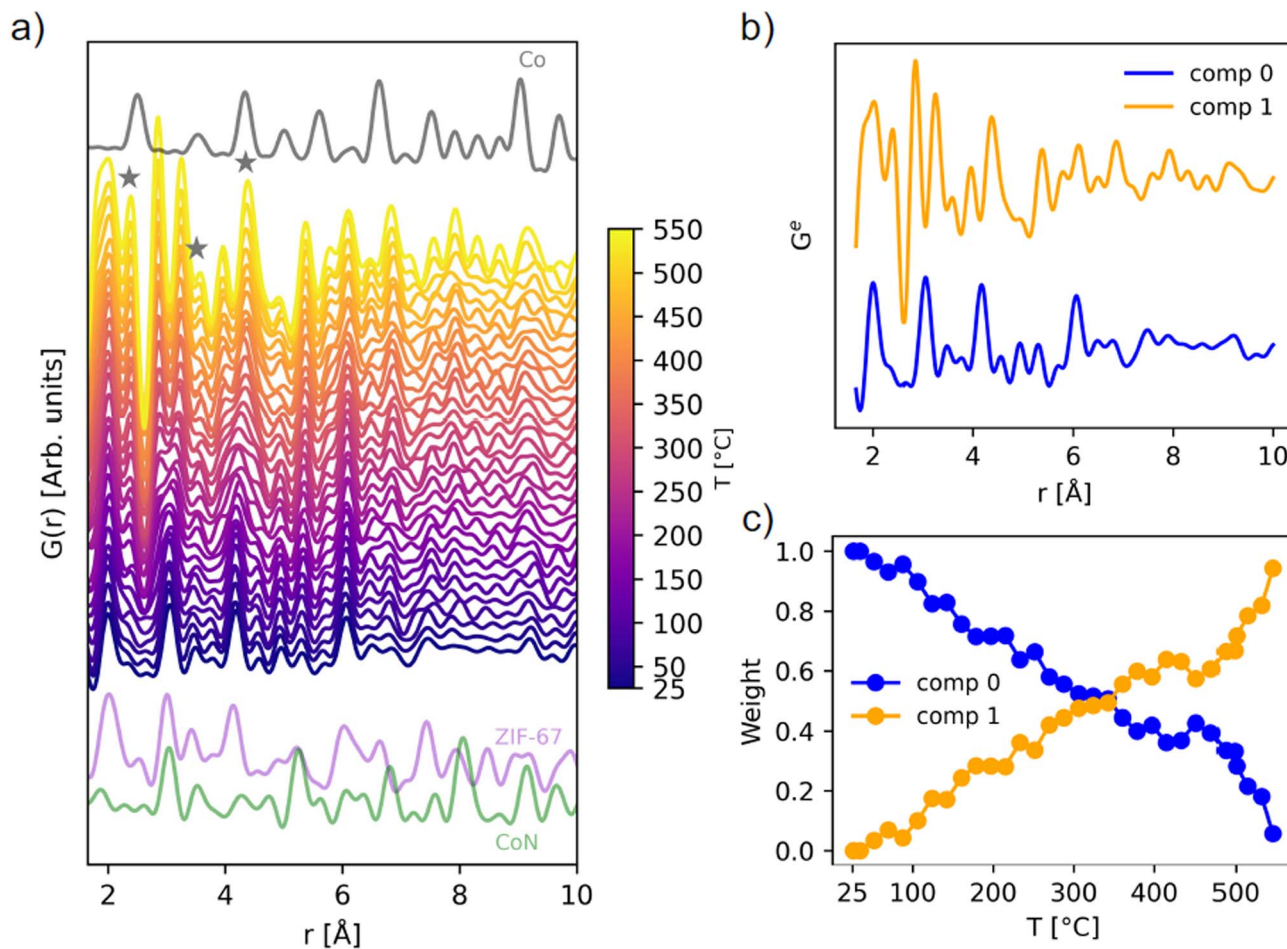 a)
Co
G(r) [Arb. units]
ZIF-67
CoN
2 4 6 8 10
r [Å]
550
500
450
400
350
300
250
200
150
100
50
25
T [°C]
b)
comp 0
comp 1
Gᵉ
2 4 6 8 10
r [Å]
c)
1.0
0.8
0.6
0.4
0.2
0.0
Weight
comp 0
comp 1
25 100 200 300 400 500
T [°C]